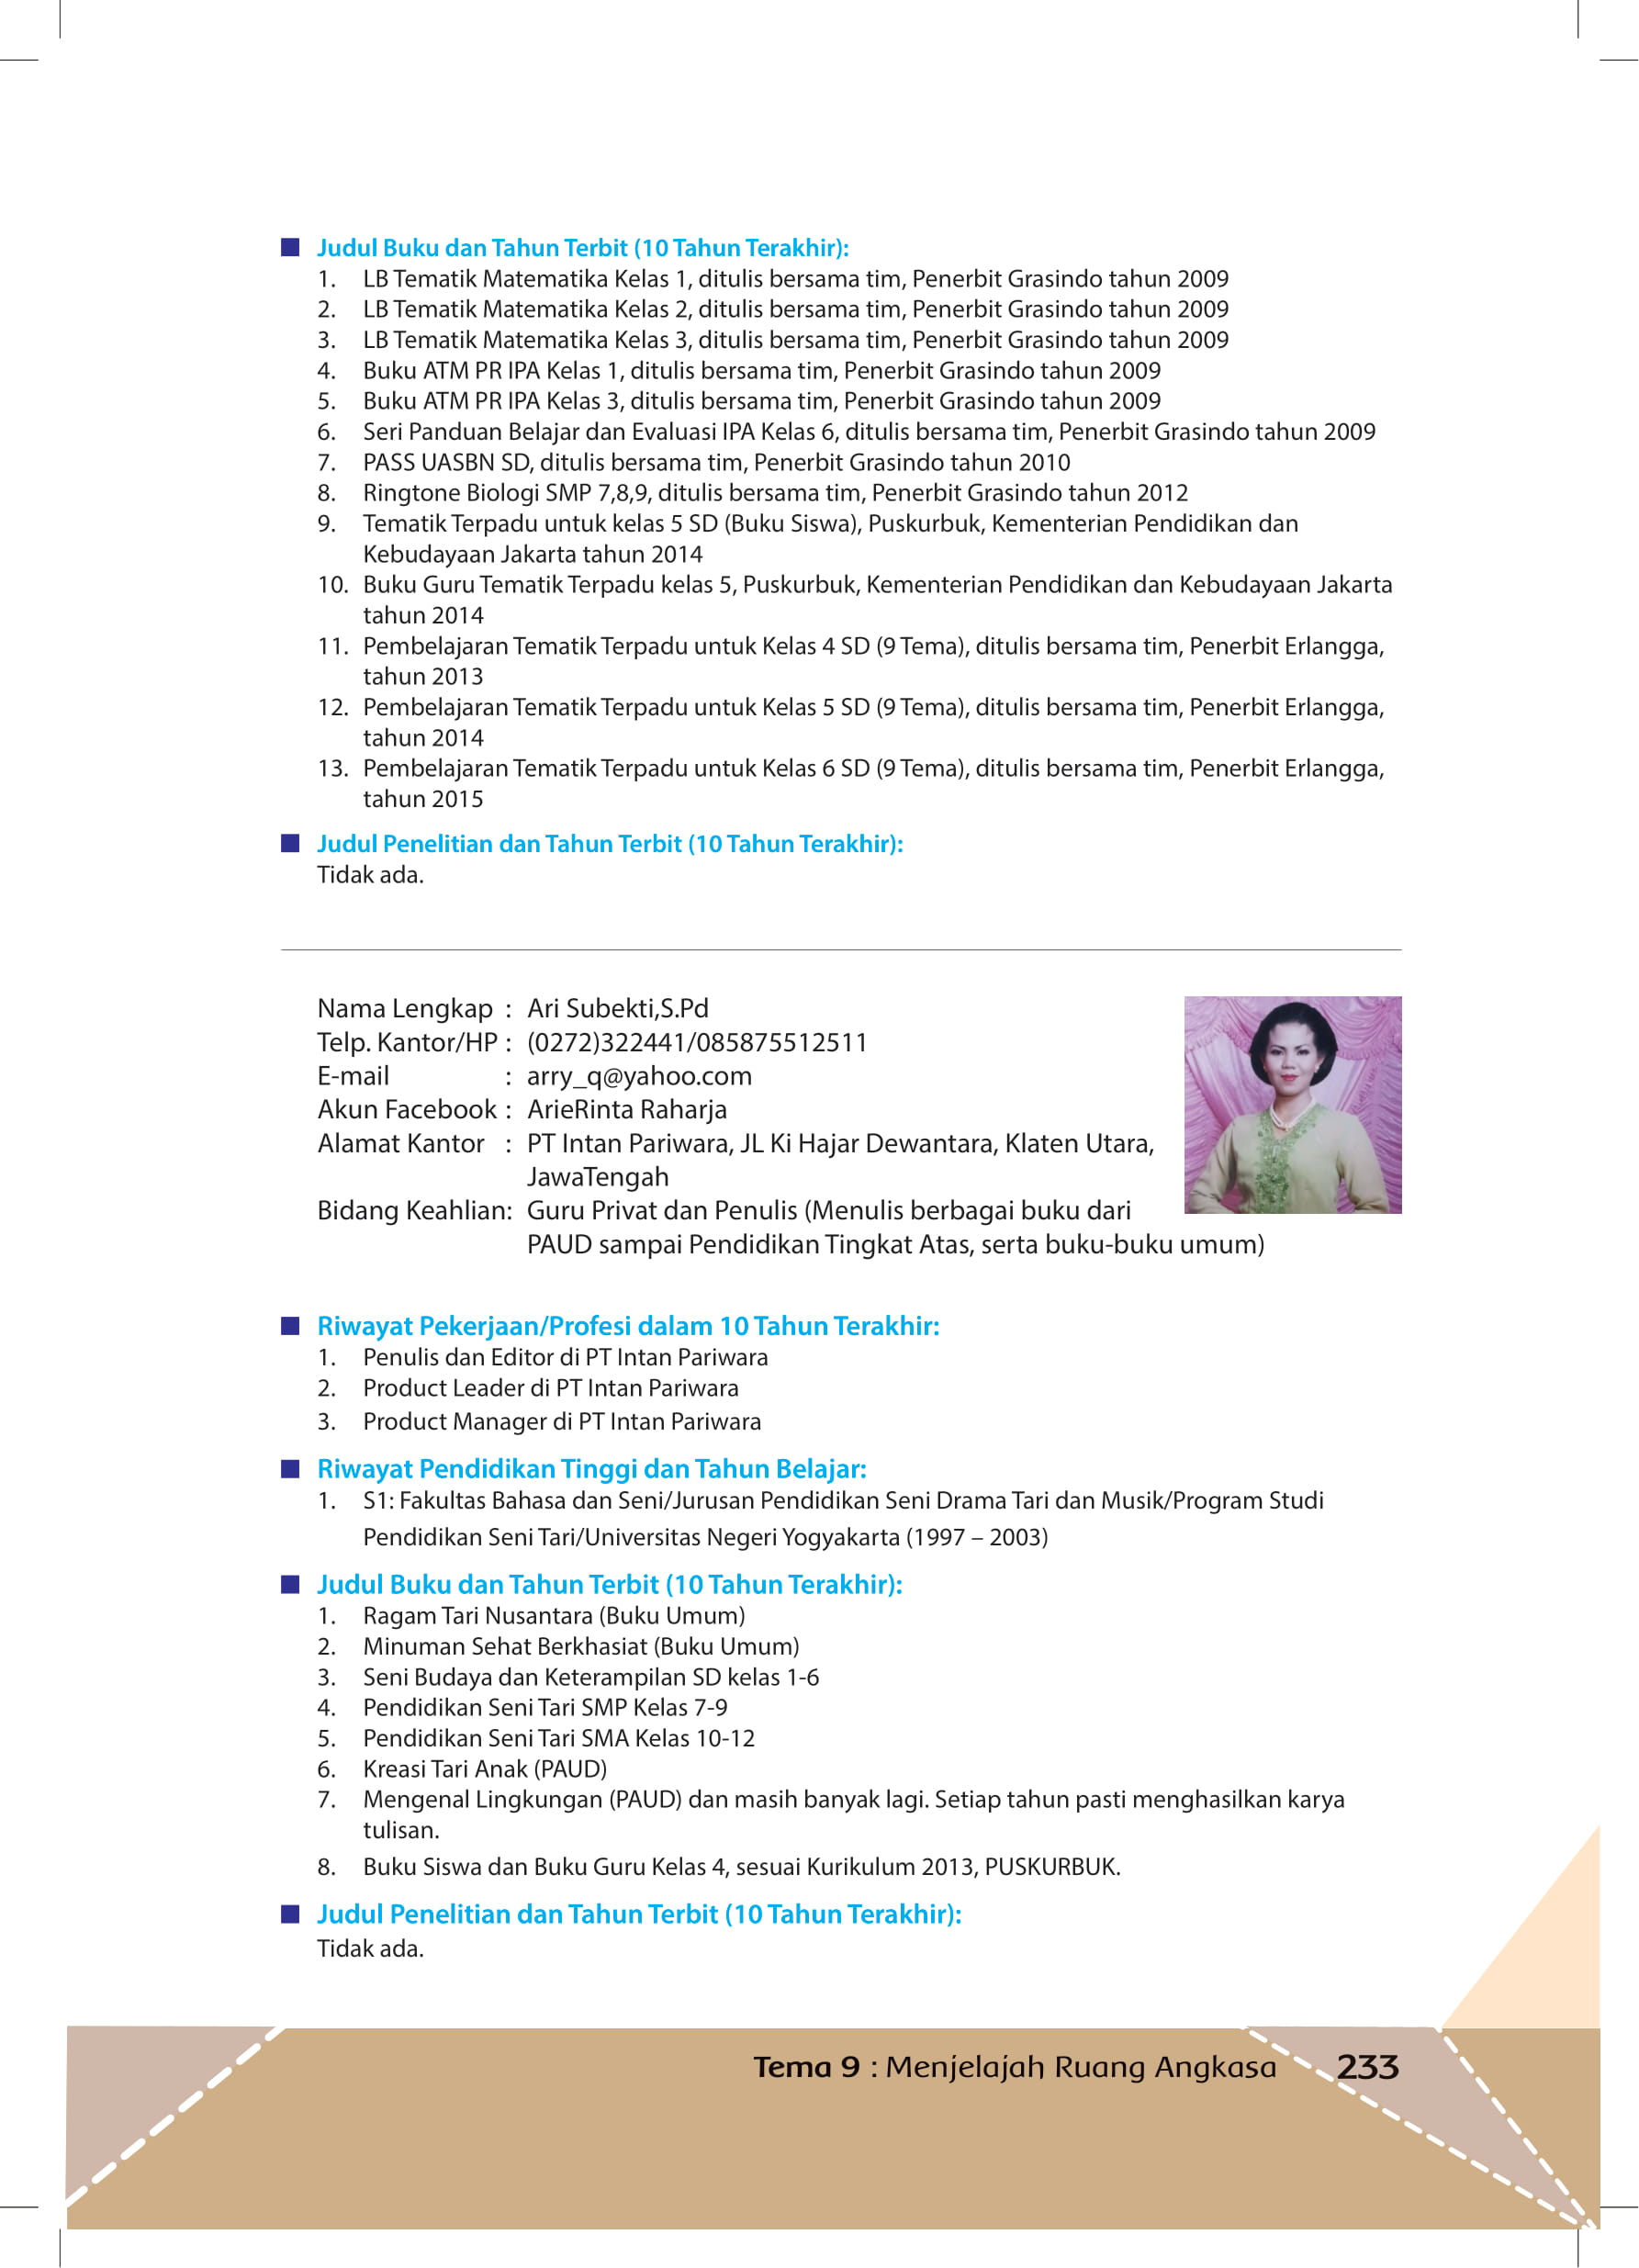 Judul Buku dan Tahun Terbit (10 Tahun Terakhir):
1. LB Tematik Matematika Kelas 1, ditulis bersama tim, Penerbit Grasindo tahun 2009
2. LB Tematik Matematika Kelas 2, ditulis bersama tim, Penerbit Grasindo tahun 2009
3. LB Tematik Matematika Kelas 3, ditulis bersama tim, Penerbit Grasindo tahun 2009
4. Buku ATM PR IPA Kelas 1, ditulis bersama tim, Penerbit Grasindo tahun 2009
5. Buku ATM PR IPA Kelas 3, ditulis bersama tim, Penerbit Grasindo tahun 2009
6. Seri Panduan Belajar dan Evaluasi IPA Kelas 6, ditulis bersama tim, Penerbit Grasindo tahun 2009
7. PASS UASBN SD, ditulis bersama tim, Penerbit Grasindo tahun 2010
8. Ringtone Biologi SMP 7,8,9, ditulis bersama tim, Penerbit Grasindo tahun 2012
9. Tematik Terpadu untuk kelas 5 SD (Buku Siswa), Puskurbuk, Kementerian Pendidikan dan
Kebudayaan Jakarta tahun 2014
10. Buku Guru Tematik Terpadu kelas 5, Puskurbuk, Kementerian Pendidikan dan Kebudayaan Jakarta
tahun 2014
11. Pembelajaran Tematik Terpadu untuk Kelas 4 SD (9 Tema), ditulis bersama tim, Penerbit Erlangga,
tahun 2013
12. Pembelajaran Tematik Terpadu untuk Kelas 5 SD (9 Tema), ditulis bersama tim, Penerbit Erlangga,
tahun 2014
13. Pembelajaran Tematik Terpadu untuk Kelas 6 SD (9 Tema), ditulis bersama tim, Penerbit Erlangga,
tahun 2015
Judul Penelitian dan Tahun Terbit (10 Tahun Terakhir):
Tidak ada.
Nama Lengkap : Ari Subekti,S.Pd
Telp. Kantor/HP : (0272)322441/085875512511
E-mail : arry_q@yahoo.com
Akun Facebook : ArieRinta Raharja
Alamat Kantor : PT Intan Pariwara, JL Ki Hajar Dewantara, Klaten Utara,
JawaTengah
Bidang Keahlian: Guru Privat dan Penulis (Menulis berbagai buku dari
PAUD sampai Pendidikan Tingkat Atas, serta buku-buku umum)
Riwayat Pekerjaan/Profesi dalam 10 Tahun Terakhir:
1. Penulis dan Editor di PT Intan Pariwara
2. Product Leader di PT Intan Pariwara
3. Product Manager di PT Intan Pariwara
Riwayat Pendidikan Tinggi dan Tahun Belajar:
1. S1: Fakultas Bahasa dan Seni/Jurusan Pendidikan Seni Drama Tari dan Musik/Program Studi
Pendidikan Seni Tari/Universitas Negeri Yogyakarta (1997 – 2003)
Judul Buku dan Tahun Terbit (10 Tahun Terakhir):
1. Ragam Tari Nusantara (Buku Umum)
2. Minuman Sehat Berkhasiat (Buku Umum)
3. Seni Budaya dan Keterampilan SD kelas 1-6
4. Pendidikan Seni Tari SMP Kelas 7-9
5. Pendidikan Seni Tari SMA Kelas 10-12
6. Kreasi Tari Anak (PAUD)
7. Mengenal Lingkungan (PAUD) dan masih banyak lagi. Setiap tahun pasti menghasilkan karya
tulisan.
8. Buku Siswa dan Buku Guru Kelas 4, sesuai Kurikulum 2013, PUSKURBUK.
Judul Penelitian dan Tahun Terbit (10 Tahun Terakhir):
Tidak ada.
Tema 9 : Menjelajah Ruang Angkasa 233